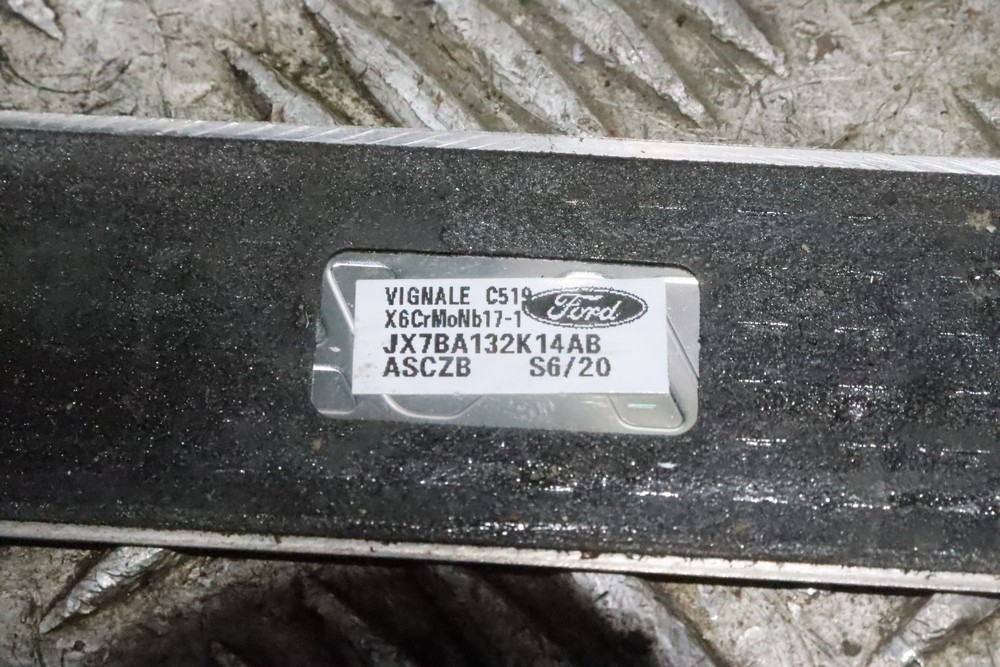 VIGNALE C519
X6CrMoNb17-1
Ford
JX7BA132K14AB
ASCZB S6/20